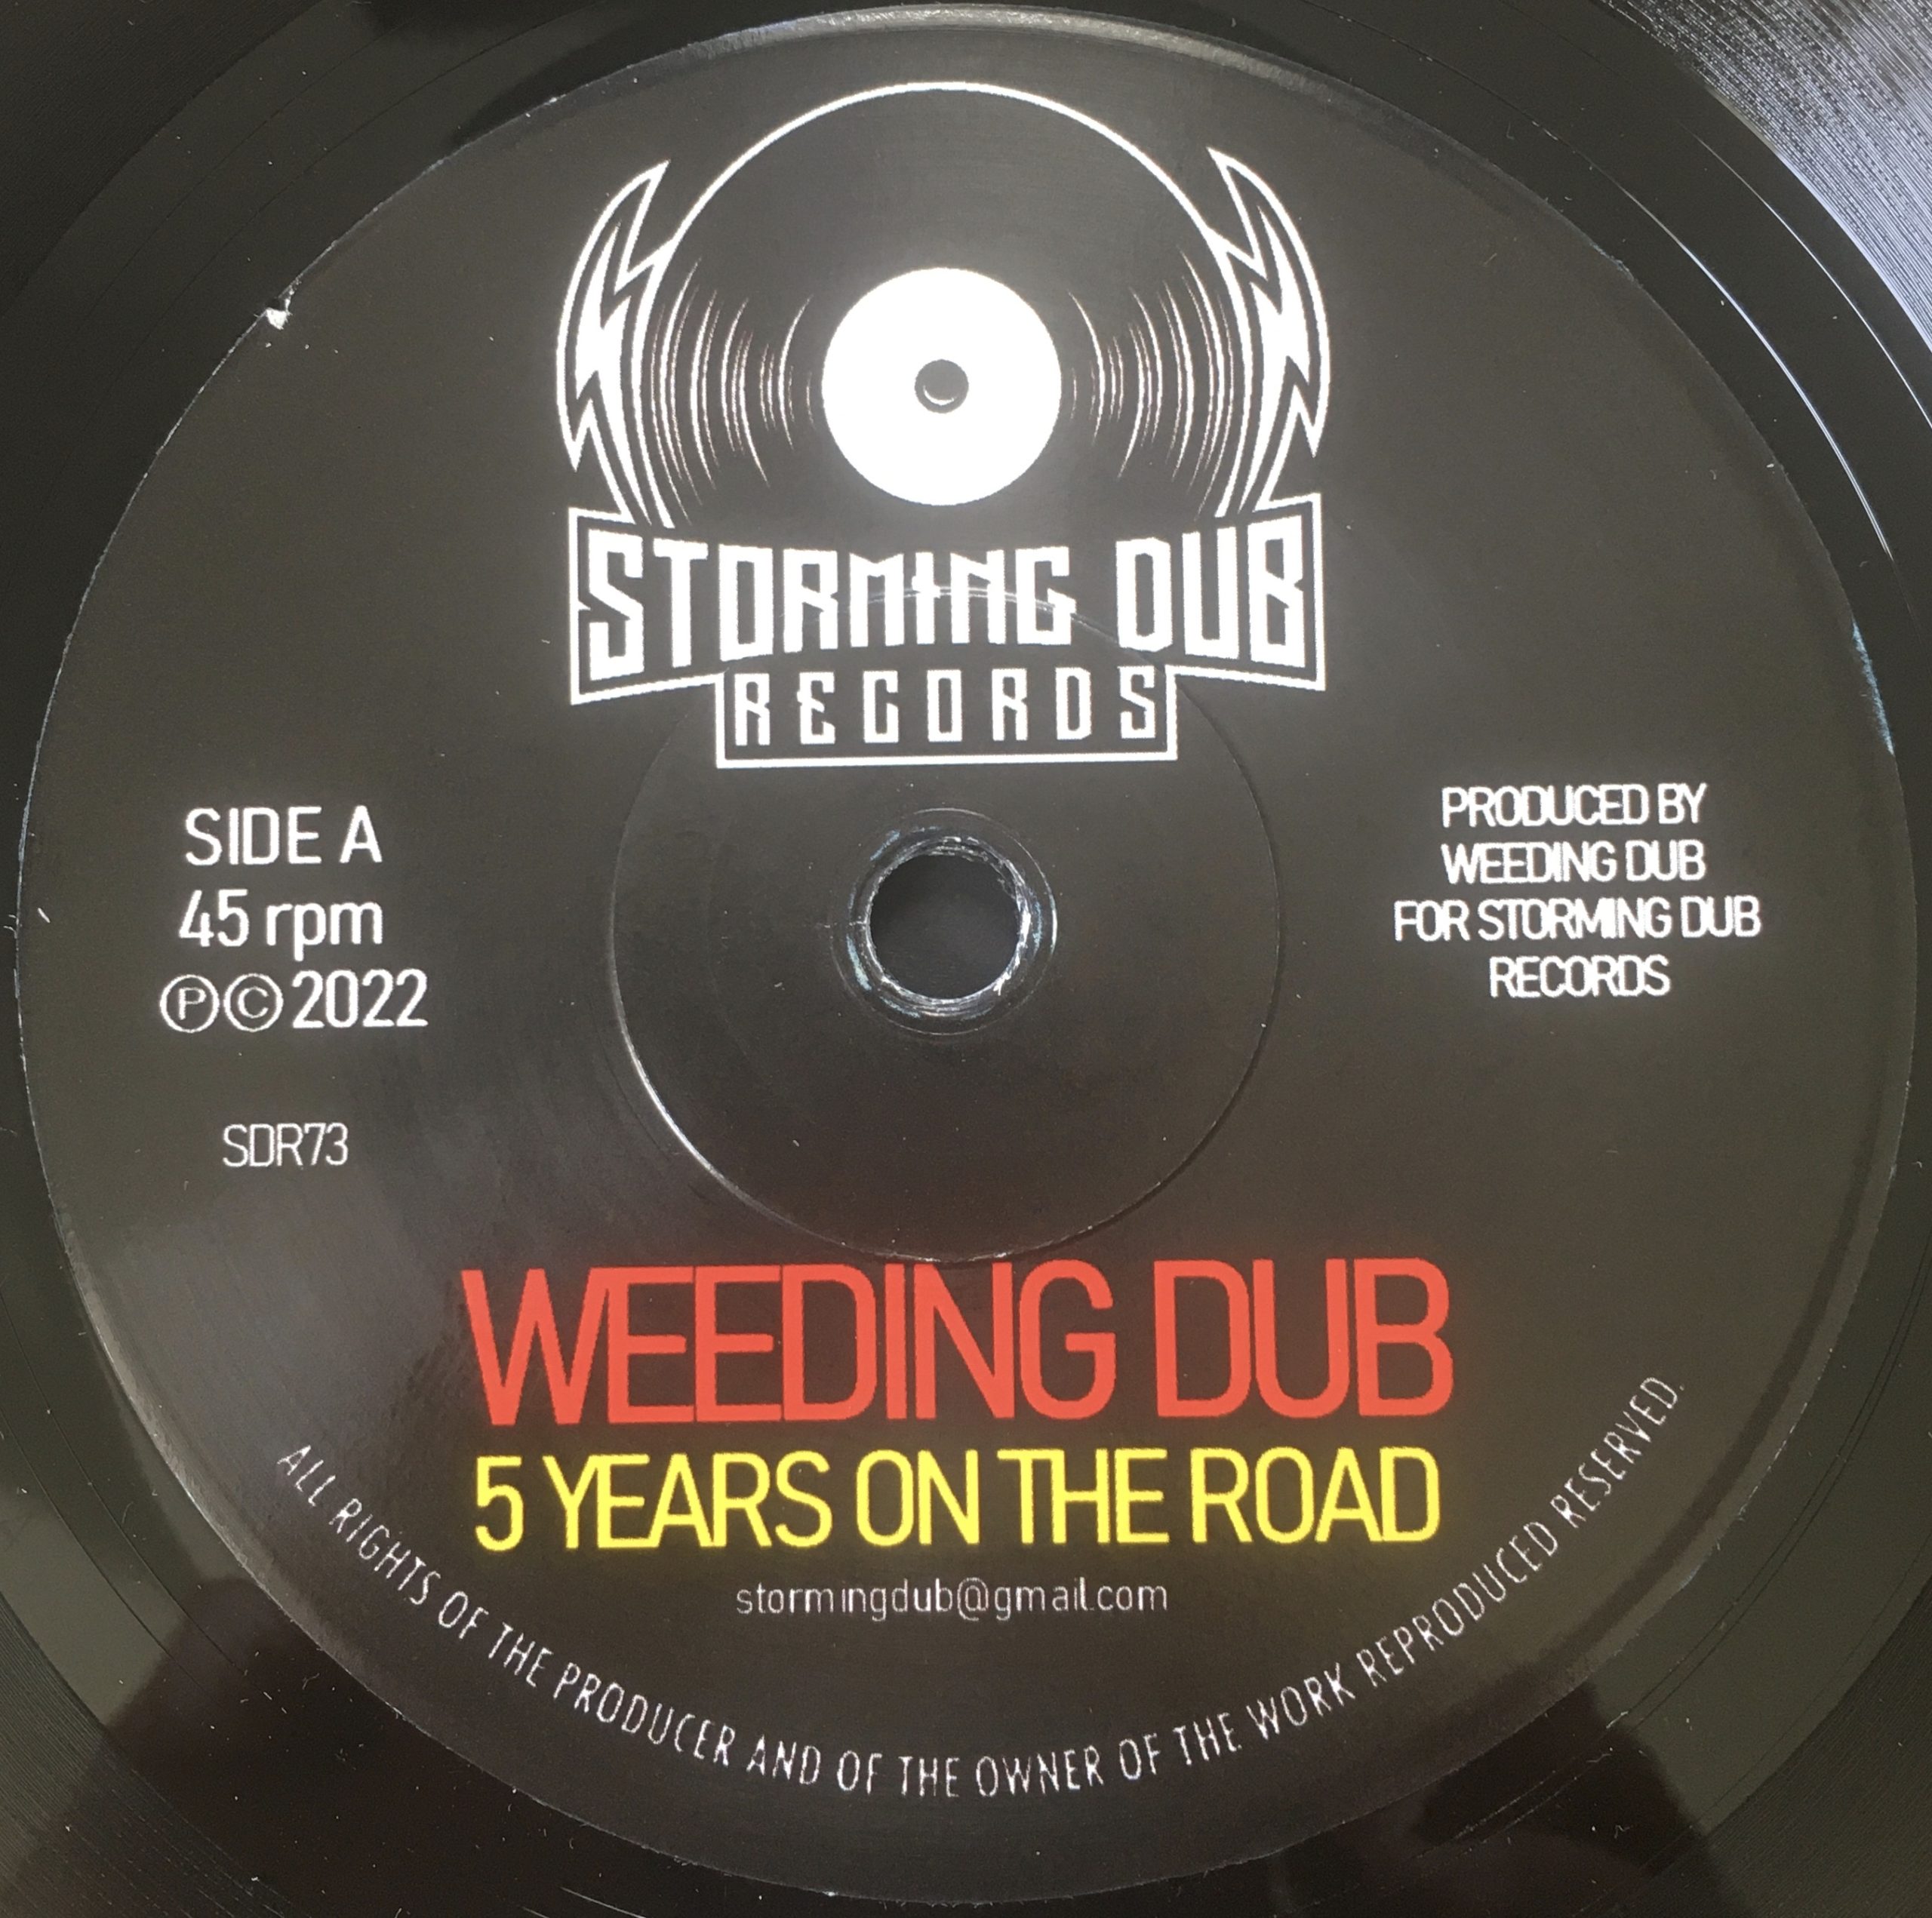 STORMING DUB
RECORDS
SIDE A
45 rpm
℗©2022
SDR73
PRODUCED BY
WEEDING DUB
FOR STORMING DUB
RECORDS
WEEDING DUB
5 YEARS ON THE ROAD
stormingdub@gmail.com
ALL RIGHTS OF THE PRODUCER AND OF THE OWNER OF THE WORK REPRODUCED RESERVED.